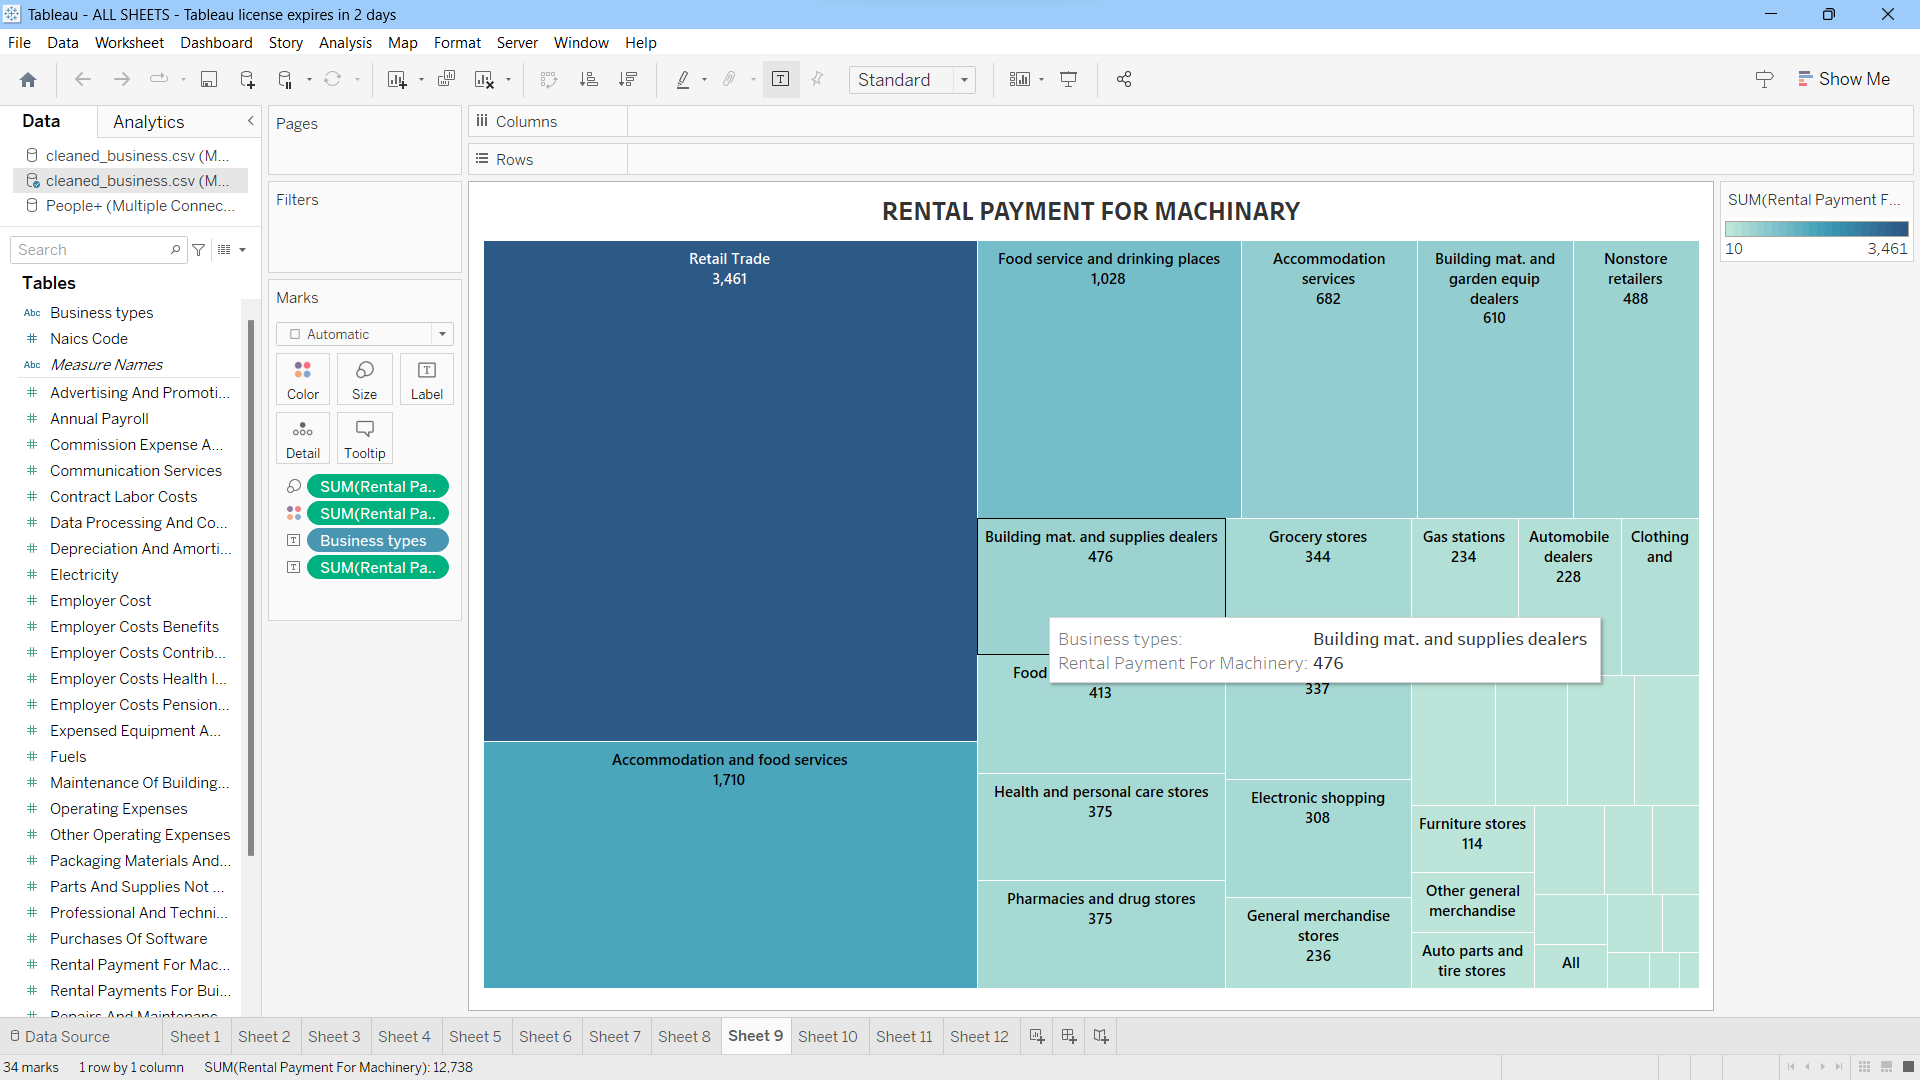 Tableau - ALL SHEETS - Tableau license expires in 2 days
File Data Worksheet Dashboard Story Analysis Map Format Server Window Help
Standard
Show Me
Data
Analytics
cleaned_business.csv (M...
cleaned_business.csv (M...
People+ (Multiple Connec...
Search
Tables
Abc Business types
# Naics Code
Abc Measure Names
# Advertising And Promoti...
# Annual Payroll
# Commission Expense A...
# Communication Services
# Contract Labor Costs
# Data Processing And Co...
# Depreciation And Amorti...
# Electricity
# Employer Cost
# Employer Costs Benefits
# Employer Costs Contrib...
# Employer Costs Health I...
# Employer Costs Pension...
# Expensed Equipment A...
# Fuels
# Maintenance Of Building...
# Operating Expenses
# Other Operating Expenses
# Packaging Materials And...
# Parts And Supplies Not ...
# Professional And Techni...
# Purchases Of Software
# Rental Payment For Mac...
# Rental Payments For Bui...
Repairs And Maintenanc
Pages
Filters
Marks
Automatic
Color
Size
Label
Detail
Tooltip
SUM(Rental Pa..
SUM(Rental Pa..
Business types
SUM(Rental Pa..
Columns
Rows
RENTAL PAYMENT FOR MACHINARY
Retail Trade
3,461
Accommodation and food services
1,710
Food service and drinking places
1,028
Accommodation
services
682
Building mat. and
garden equip
dealers
610
Nonstore
retailers
488
Building mat. and supplies dealers
476
Grocery stores
344
Gas stations
234
Automobile
dealers
228
Clothing
and
Business types: Building mat. and supplies dealers
Rental Payment For Machinery: 476
Food
413
337
Health and personal care stores
375
Electronic shopping
308
Pharmacies and drug stores
375
General merchandise
stores
236
Furniture stores
114
Other general
merchandise
Auto parts and
tire stores
All
SUM(Rental Payment F...
10 3,461
Data Source
Sheet 1
Sheet 2
Sheet 3
Sheet 4
Sheet 5
Sheet 6
Sheet 7
Sheet 8
Sheet 9
Sheet 10
Sheet 11
Sheet 12
34 marks 1 row by 1 column SUM(Rental Payment For Machinery): 12,738